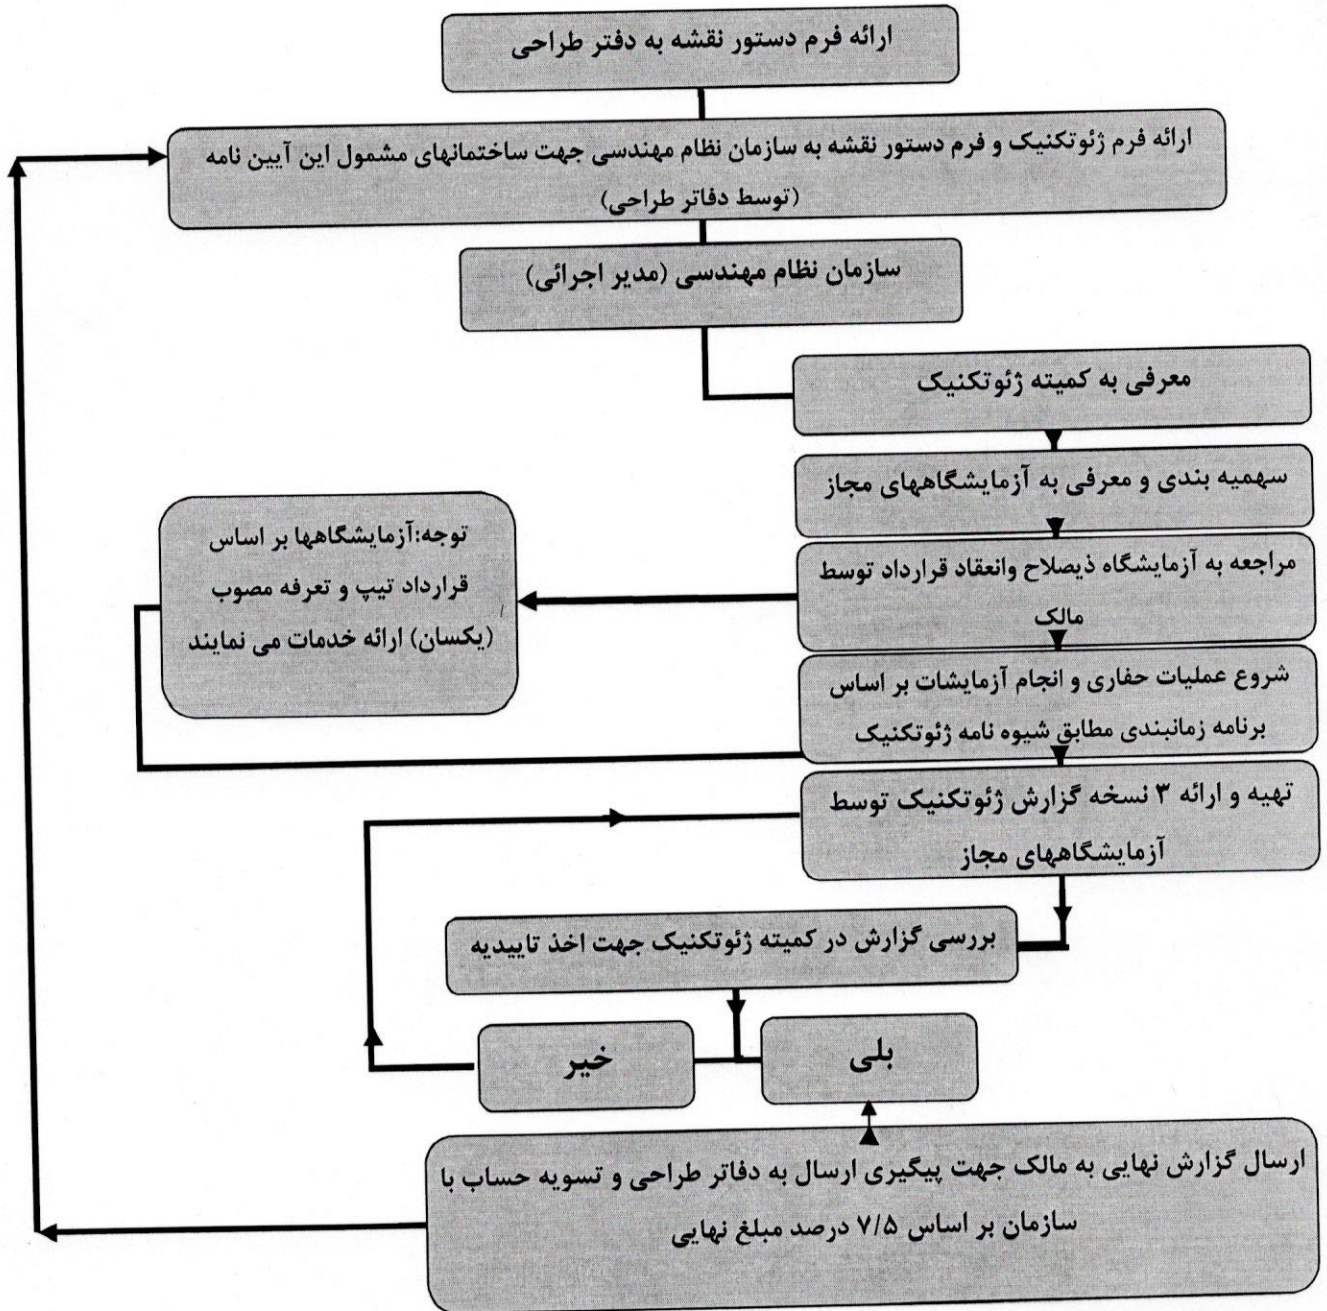 ارائه فرم دستور نقشه به دفتر طراحی
ارائه فرم ژئوتکنیک و فرم دستور نقشه به سازمان نظام مهندسی جهت ساختمانهای مشمول این آیین نامه
(توسط دفاتر طراحی)
سازمان نظام مهندسی (مدیر اجرائی)
معرفی به کمیته ژئوتکنیک
سهمیه بندی و معرفی به آزمایشگاههای مجاز
مراجعه به آزمایشگاه ذیصلاح وانعقاد قرارداد توسط
مالک
توجه:آزمایشگاهها بر اساس
قرارداد تیپ و تعرفه مصوب
(یکسان) ارائه خدمات می نمایند
شروع عملیات حفاری و انجام آزمایشات بر اساس
برنامه زمانبندی مطابق شیوه نامه ژئوتکنیک
تهیه و ارائه ۳ نسخه گزارش ژئوتکنیک توسط
آزمایشگاههای مجاز
بررسی گزارش در کمیته ژئوتکنیک جهت اخذ تاییدیه
بلی
خیر
ارسال گزارش نهایی به مالک جهت پیگیری ارسال به دفاتر طراحی و تسویه حساب با
سازمان بر اساس ۷/۵ درصد مبلغ نهایی